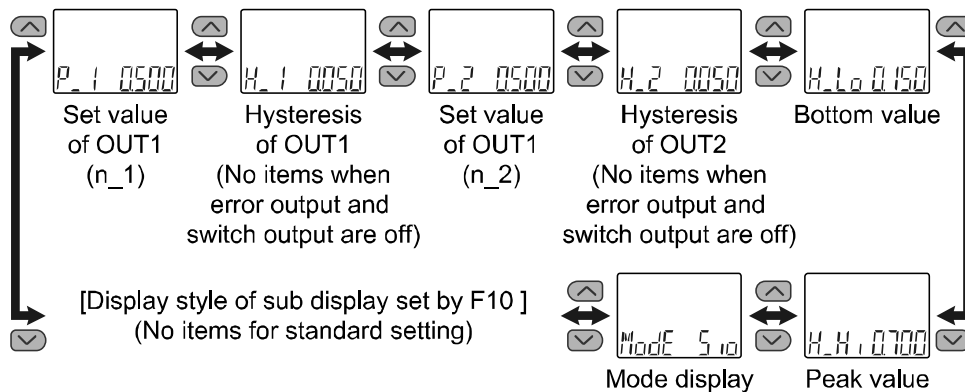 P_1 0.500
H_1 0.050
P_2 0.500
H_2 0.050
H_Lo 0.150
Set value
of OUT1
(n_1)
Hysteresis
of OUT1
(No items when
error output and
switch output are off)
Set value
of OUT1
(n_2)
Hysteresis
of OUT2
(No items when
error output and
switch output are off)
Bottom value
[Display style of sub display set by F10 ]
(No items for standard setting)
ModE Sio
H_Hi 0.700
Mode display
Peak value